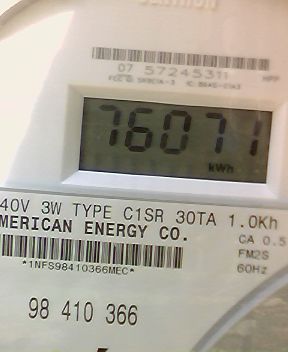 07 57245311 HPP
76071
kWh
40V 3W TYPE C1SR 30TA 1.0Kh
MERICAN ENERGY CO.
CA 0.5
*1NFS98410366MEC*
FM2S
60Hz
98 410 366